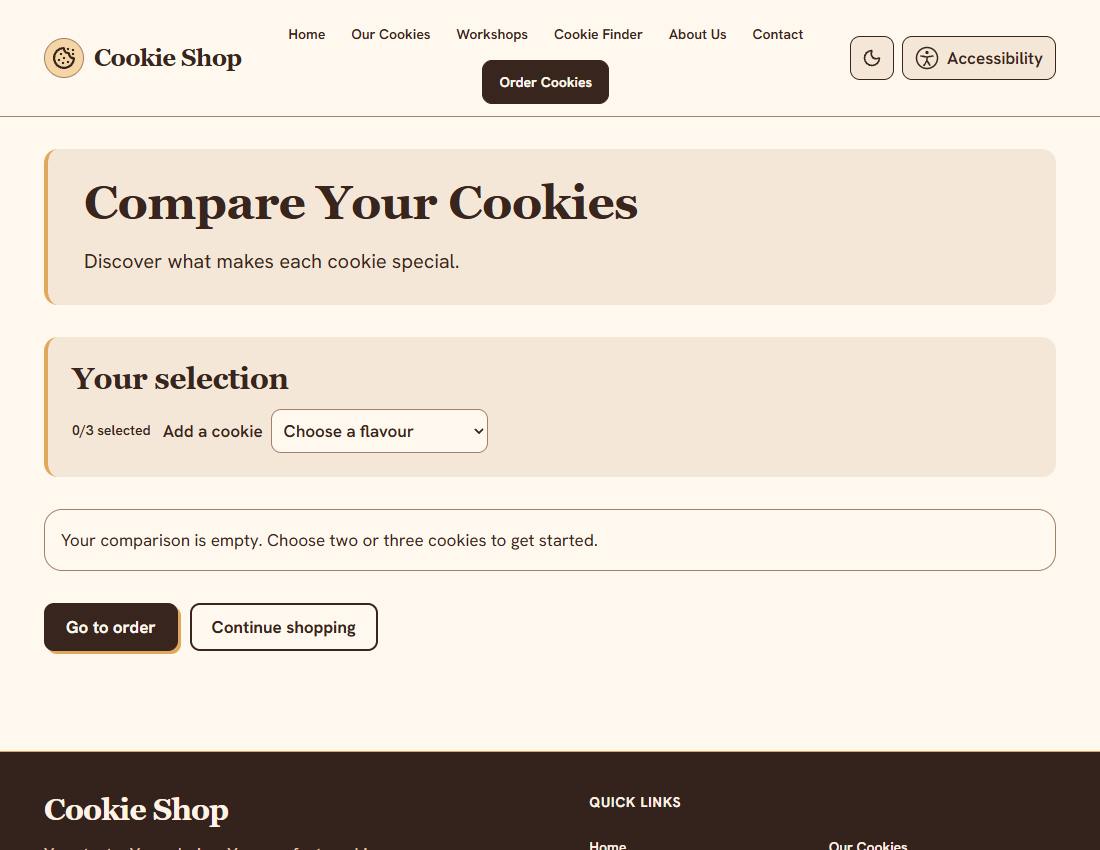 Cookie Shop
Home
Our Cookies
Workshops
Cookie Finder
About Us
Contact
Order Cookies
Accessibility
Compare Your Cookies
Discover what makes each cookie special.
Your selection
0/3 selected
Add a cookie
Choose a flavour
Your comparison is empty. Choose two or three cookies to get started.
Go to order
Continue shopping
Cookie Shop
QUICK LINKS
Home
Our Cookies